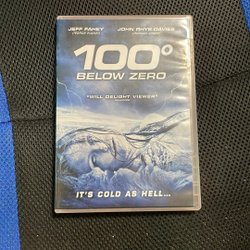 JEFF FAHEY JOHN RHYS-DAVIES
100°
BELOW ZERO
"WILL DELIGHT VIEWERS"
IT'S COLD AS HELL...